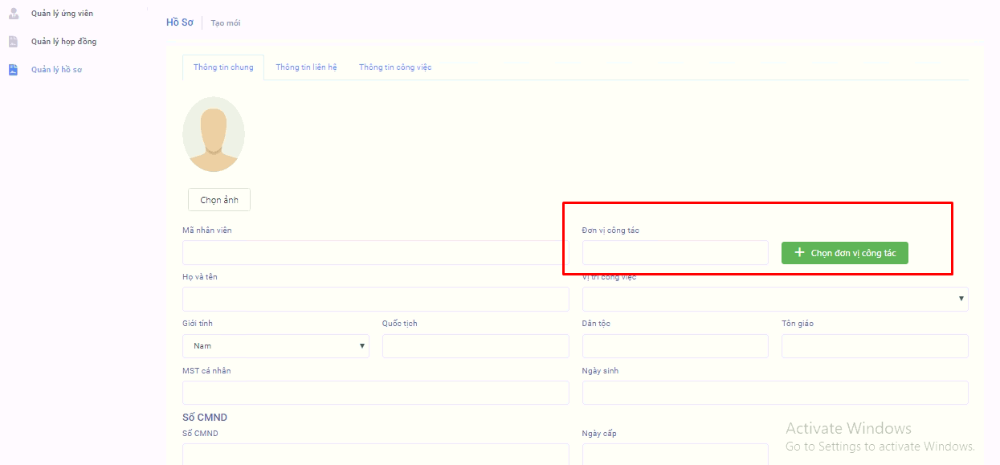 Quản lý ứng viên
Quản lý hợp đồng
Quản lý hồ sơ
Hồ Sơ
Tạo mới
Thông tin chung
Thông tin liên hệ
Thông tin công việc
Chọn ảnh
Mã nhân viên
Đơn vị công tác
Chọn đơn vị công tác
Họ và tên
Vị trí công việc
Giới tính
Quốc tịch
Dân tộc
Tôn giáo
Nam
MST cá nhân
Ngày sinh
Số CMND
Số CMND
Ngày cấp
Activate Windows
Go to Settings to activate Windows.